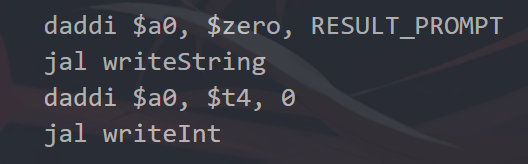 daddi $a0, $zero, RESULT_PROMPT
jal writeString
daddi $a0, $t4, 0
jal writeInt